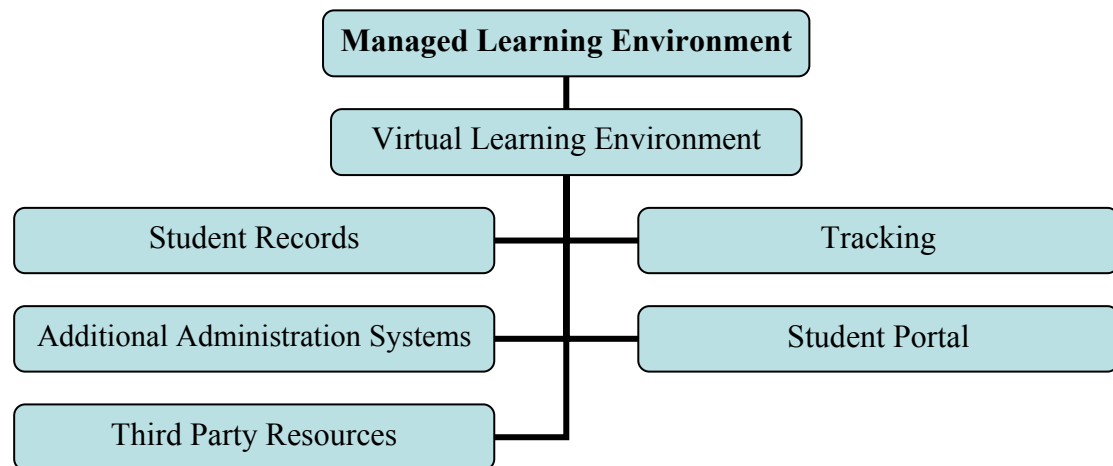 Managed Learning Environment
Virtual Learning Environment
Student Records
Tracking
Additional Administration Systems
Student Portal
Third Party Resources